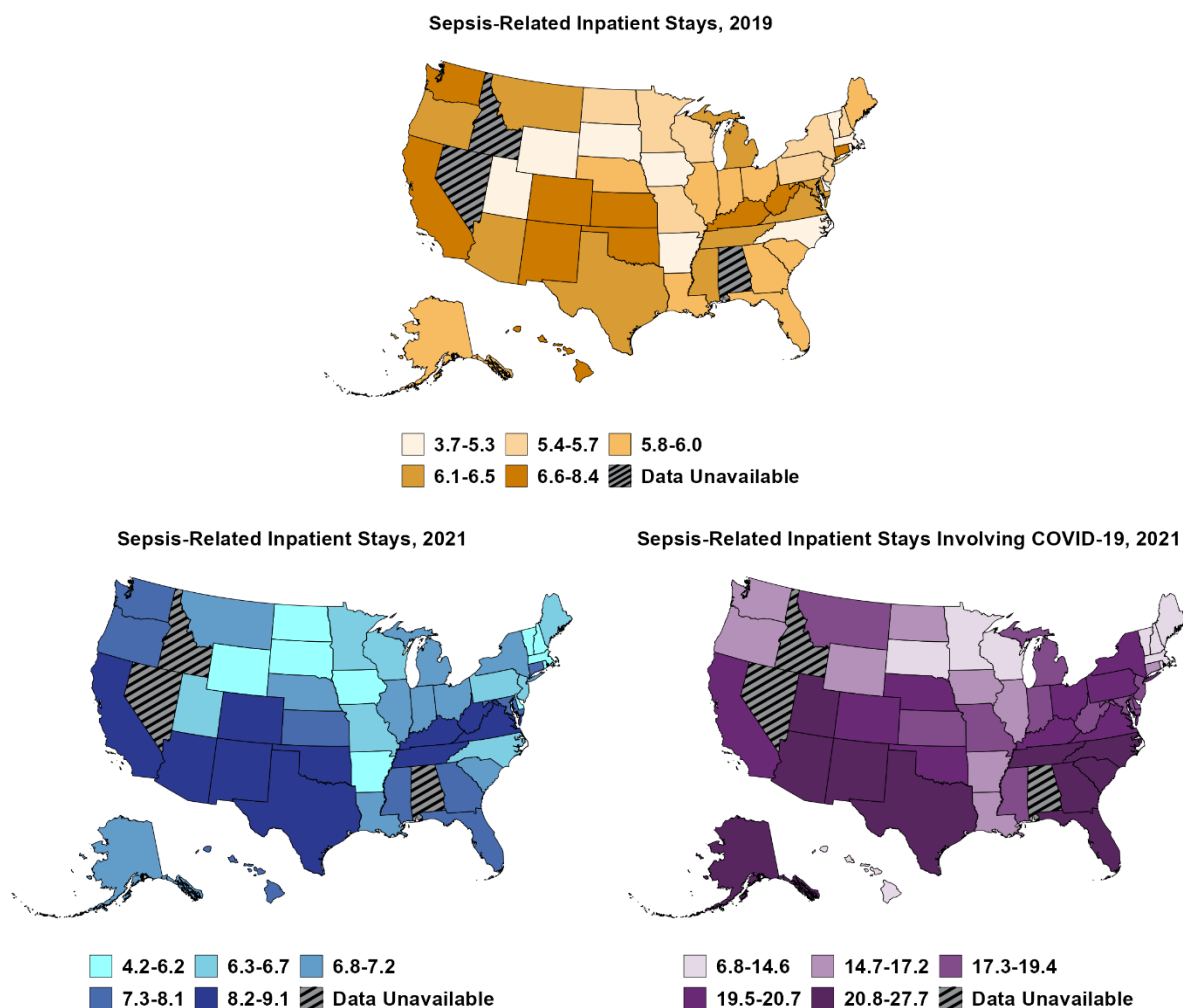 Sepsis-Related Inpatient Stays, 2019
3.7-5.3 5.4-5.7 5.8-6.0
6.1-6.5 6.6-8.4 Data Unavailable
Sepsis-Related Inpatient Stays, 2021
4.2-6.2 6.3-6.7 6.8-7.2
7.3-8.1 8.2-9.1 Data Unavailable
Sepsis-Related Inpatient Stays Involving COVID-19, 2021
6.8-14.6 14.7-17.2 17.3-19.4
19.5-20.7 20.8-27.7 Data Unavailable